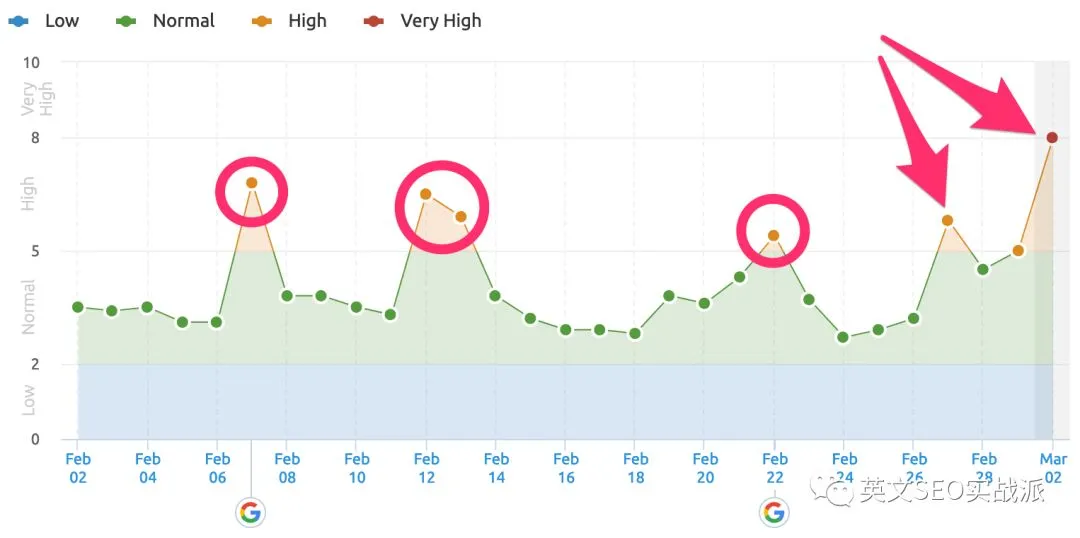 Low Normal High Very High
10
Very
High
8
High
5
Normal
2
Low
0
Feb Feb Feb Feb Feb Feb Feb Feb Feb Feb Feb Feb Feb Feb Mar
02 04 06 08 10 12 14 16 18 20 22 24 26 28 02
G G
英文SEO实战派